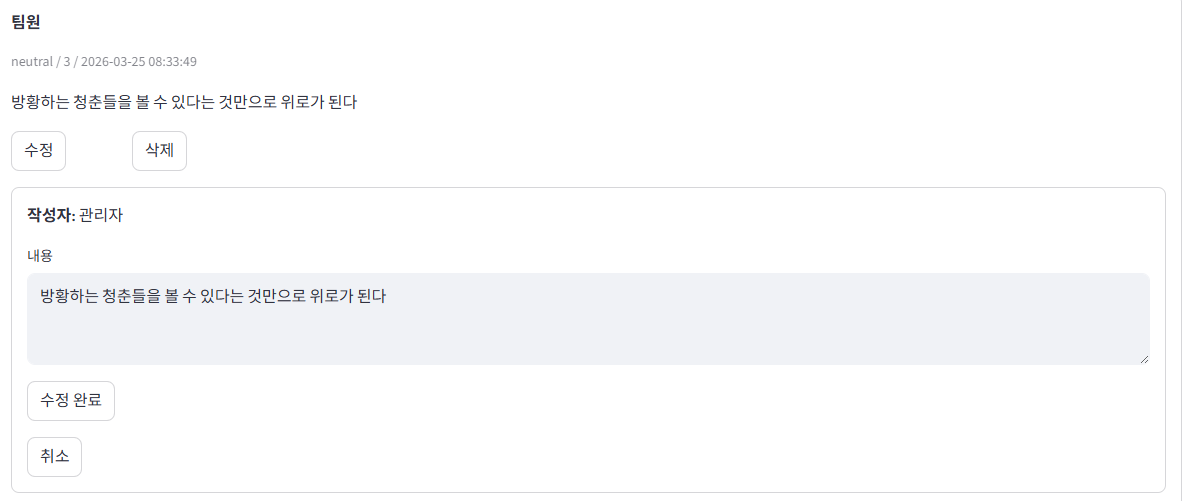 팀원
neutral / 3 / 2026-03-25 08:33:49
방황하는 청춘들을 볼 수 있다는 것만으로 위로가 된다
수정 삭제
작성자: 관리자
내용
방황하는 청춘들을 볼 수 있다는 것만으로 위로가 된다
수정 완료
취소